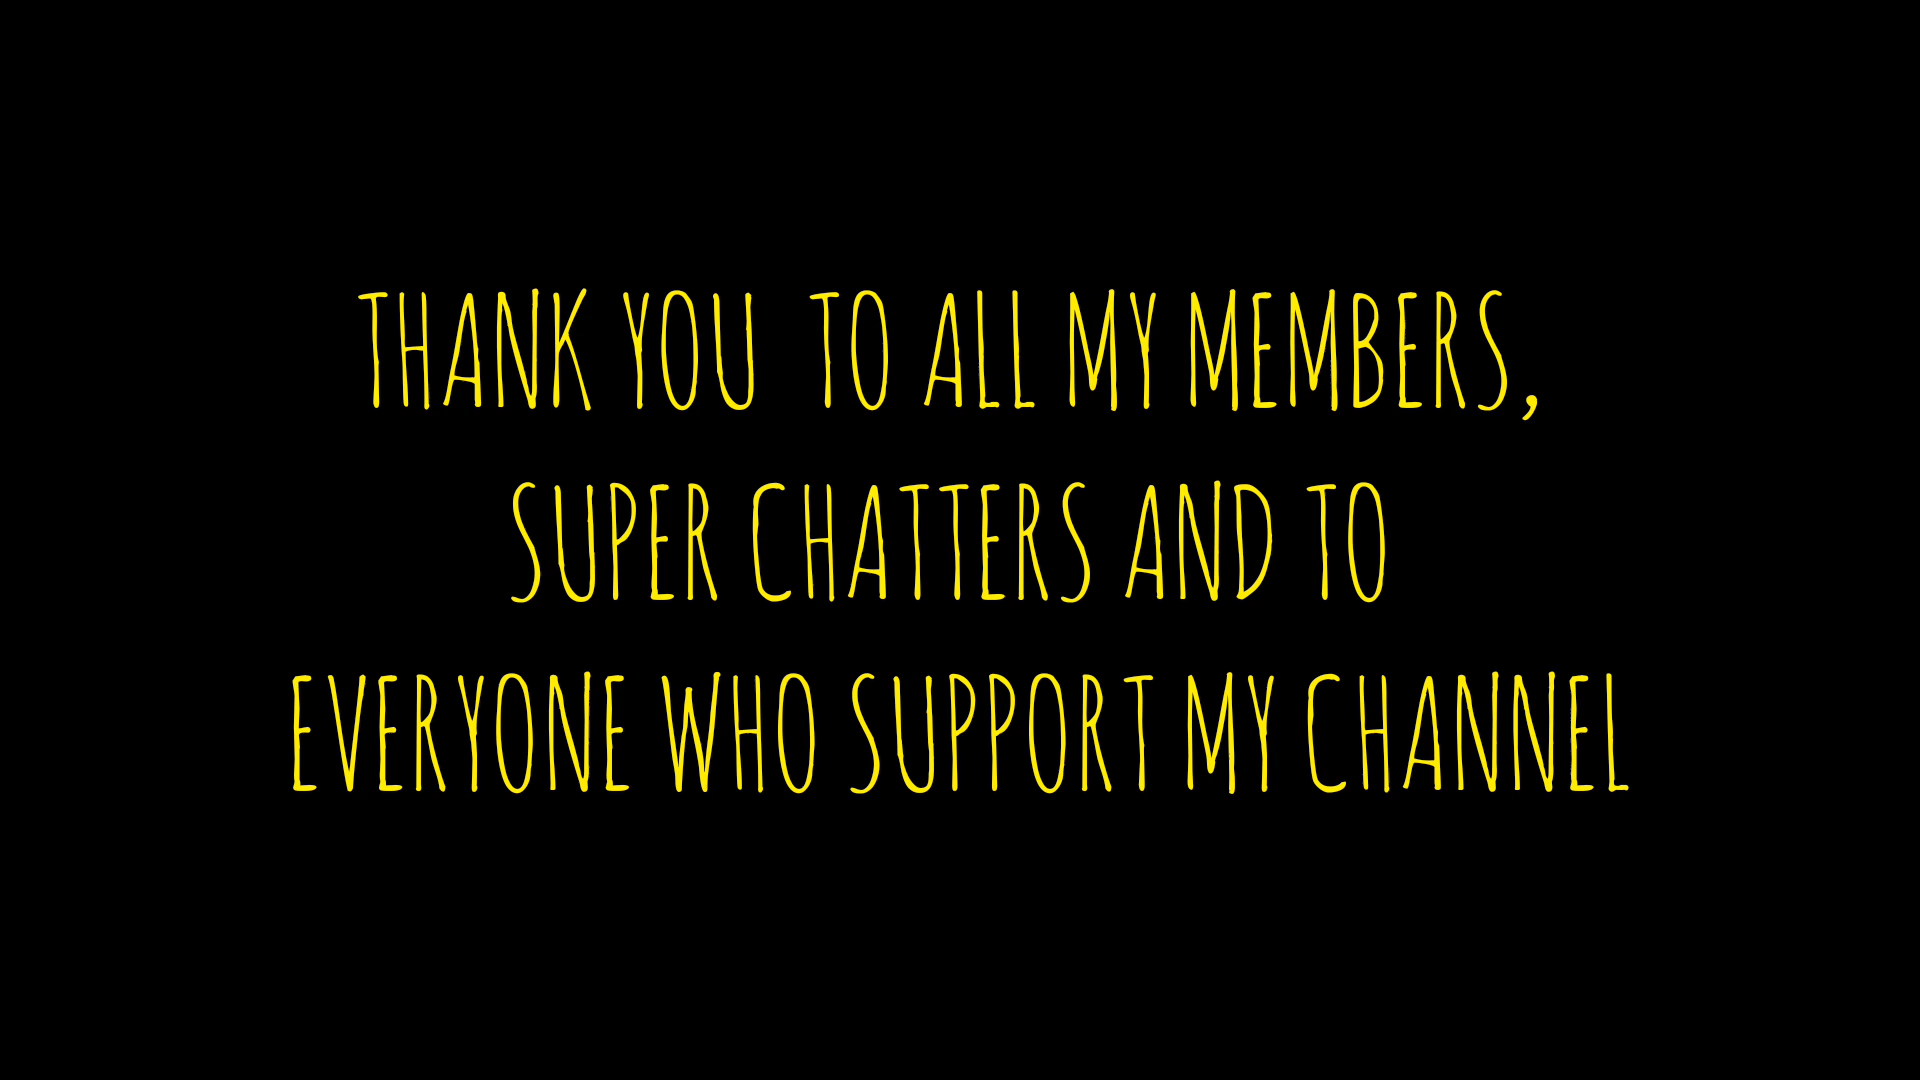 THANK YOU  TO ALL MY MEMBERS,
SUPER CHATTERS AND TO
EVERYONE WHO SUPPORT MY CHANNEL